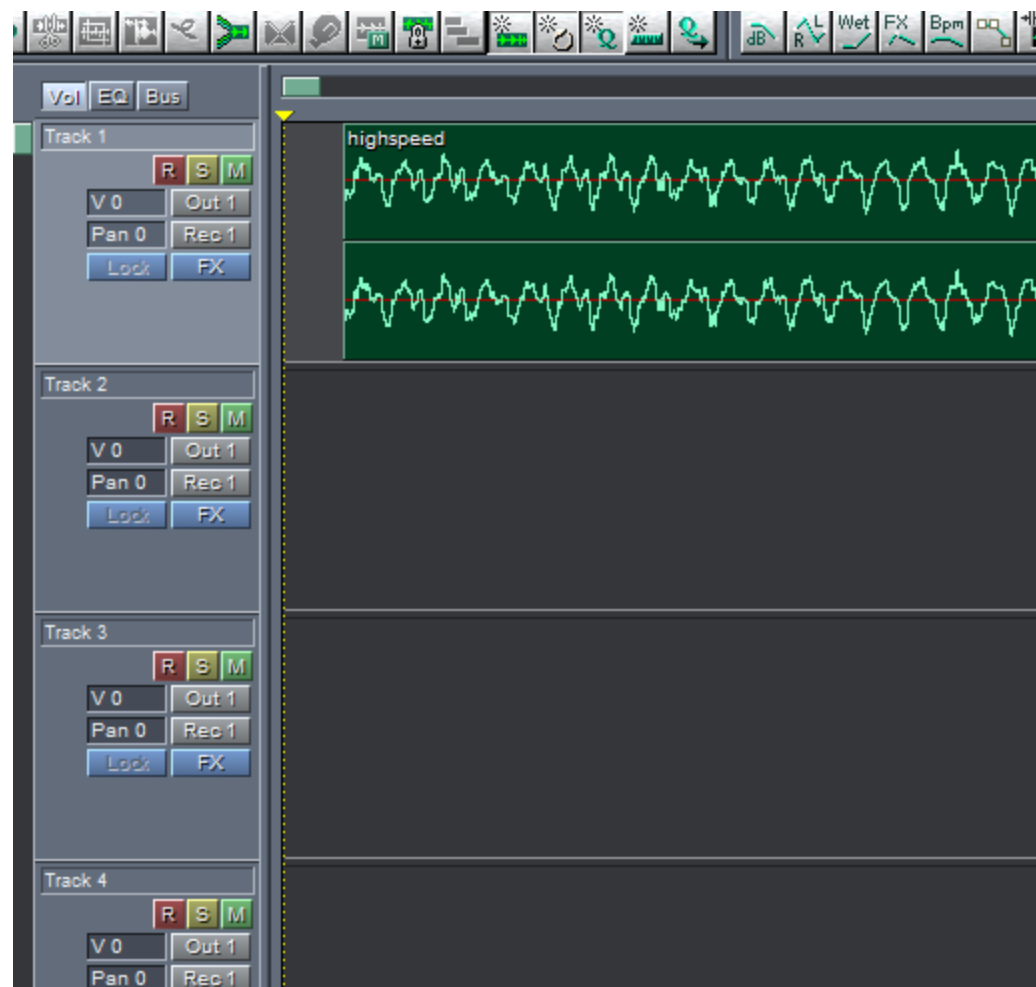 dB L R Wet FX Bpm
Vol EQ Bus
Track 1
highspeed
R S M
V 0 Out 1
Pan 0 Rec 1
Lock FX
Track 2
R S M
V 0 Out 1
Pan 0 Rec 1
Lock FX
Track 3
R S M
V 0 Out 1
Pan 0 Rec 1
Lock FX
Track 4
R S M
V 0 Out 1
Pan 0 Rec 1